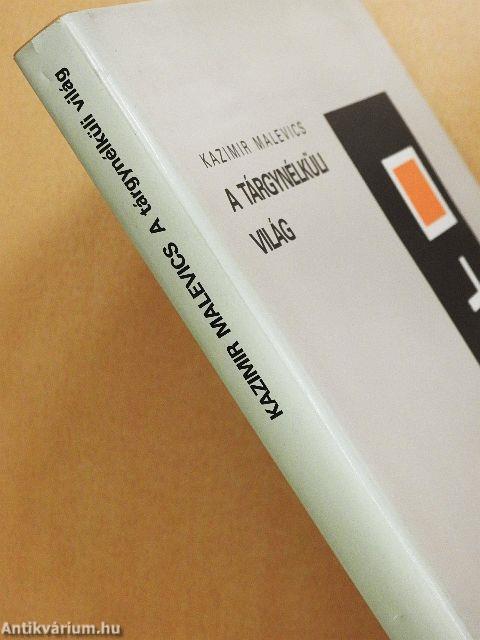 KAZIMIR MALEVICS
A TÁRGYNÉLKÜLI
VILÁG
KAZIMIR MALEVICS A tárgynélküli világ
Antikvárium.hu